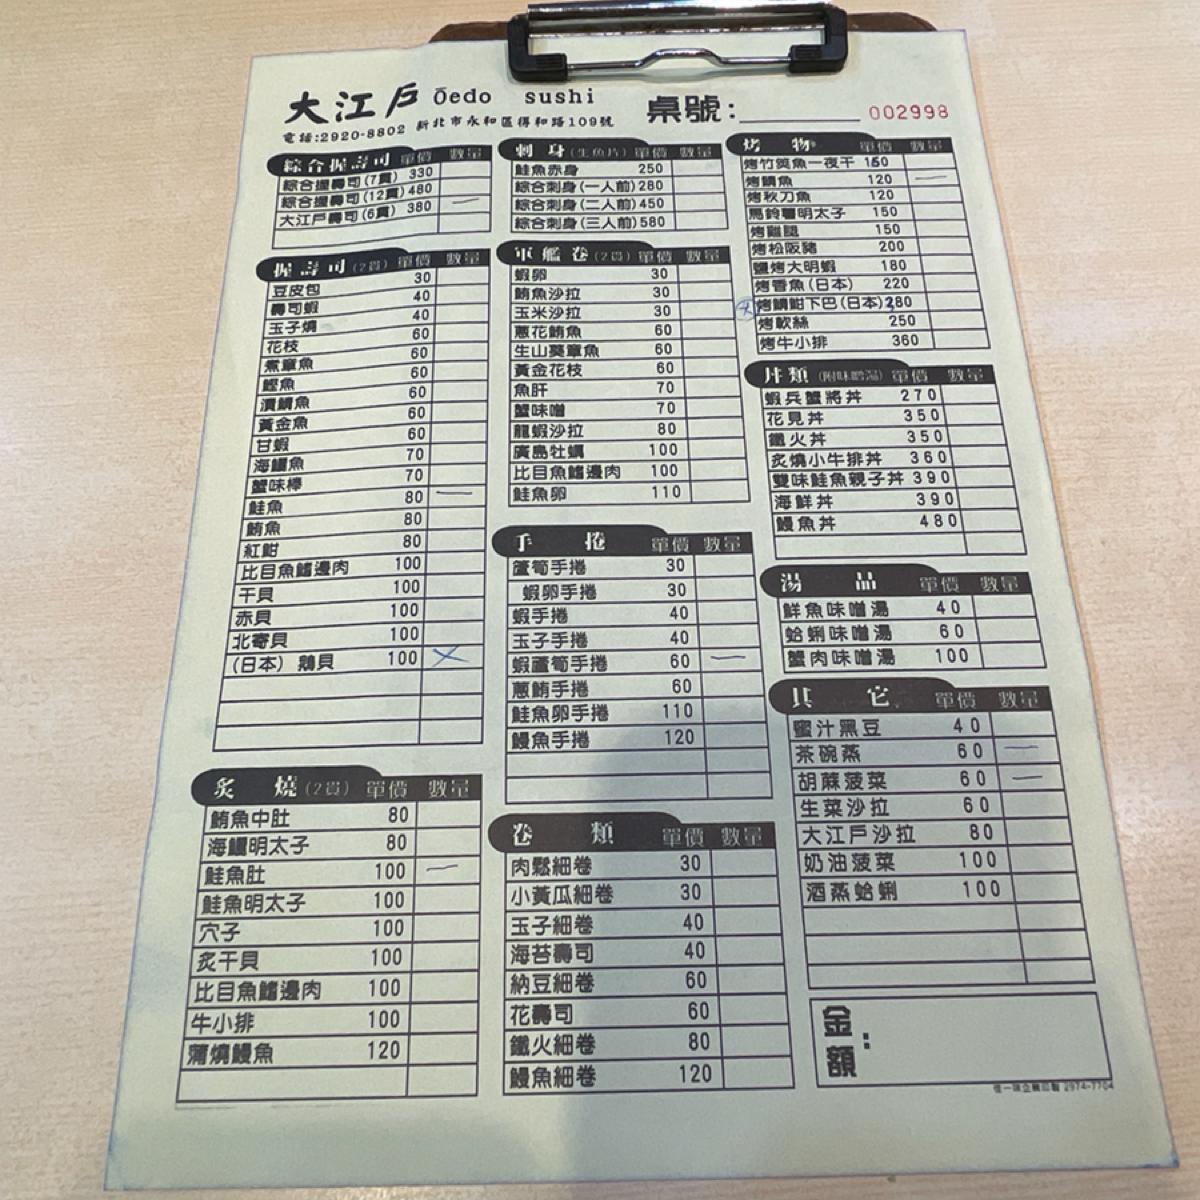 大江戶 Ōedo sushi
電話:2920-8802 新北市永和區得和路109號
桌號:
002998
綜合握壽司 單價 數量
綜合握壽司(7貫) 330
綜合握壽司(12貫) 480
大江戶壽司(6貫) 380 一
握壽司(2貫) 單價 數量
豆皮包 30
壽司蝦 40
玉子燒 40
花枝 60
煮章魚 60
鰹魚 60
漬鯖魚 60
黃金魚 60
甘蝦 60
海鱺魚 70
蟹味棒 70
鮭魚 80 一
鮪魚 80
紅魽 80
比目魚鰭邊肉 100
干貝 100
赤貝 100
北寄貝 100
(日本) 鵝貝 100 X
炙燒(2貫) 單價 數量
鮪魚中肚 80
海鱺明太子 80
鮭魚肚 100 一
鮭魚明太子 100
穴子 100
炙干貝 100
比目魚鰭邊肉 100
牛小排 100
蒲燒鰻魚 120
刺身(生魚片) 單價 數量
鮭魚赤身 250
綜合刺身(一人前) 280
綜合刺身(二人前) 450
綜合刺身(三人前) 580
軍艦卷(2貫) 單價 數量
蝦卵 30
鮪魚沙拉 30
玉米沙拉 30
蔥花鮪魚 60
生山葵章魚 60
黃金花枝 60
魚肝 70
蟹味噌 70
龍蝦沙拉 80
廣島牡蠣 100
比目魚鰭邊肉 100
鮭魚卵 110
手捲 單價 數量
蘆筍手捲 30
蝦卵手捲 30
蝦手捲 40
玉子手捲 40
蝦蘆筍手捲 60 一
蔥鮪手捲 60
鮭魚卵手捲 110
鰻魚手捲 120
卷類 單價 數量
肉鬆細卷 30
小黃瓜細卷 30
玉子細卷 40
海苔壽司 40
納豆細卷 60
花壽司 60
鐵火細卷 80
鰻魚細卷 120
烤物 單價 數量
烤竹筴魚一夜干
烤鯖魚 120 一
烤秋刀魚 120
馬鈴薯明太子 150
烤雞腿 150
烤松阪豬 200
鹽烤大明蝦 180
烤香魚(日本) 220
烤鯛魽下巴(日本)
烤軟絲 250
烤牛小排 360
丼類(附味噌湯) 單價 數量
蝦兵蟹將丼 270
花見丼 350
鐵火丼 350
炙燒小牛排丼 360
雙味鮭魚親子丼 390
海鮮丼 390
鰻魚丼 480
湯品 單價 數量
鮮魚味噌湯 40
蛤蜊味噌湯 60
蟹肉味噌湯 100
其它 單價 數量
蜜汁黑豆 40
茶碗蒸 60 一
胡蔴菠菜 60 一
生菜沙拉 60
大江戶沙拉 80
奶油菠菜 100
酒蒸蛤蜊 100
金額:
2974-7704